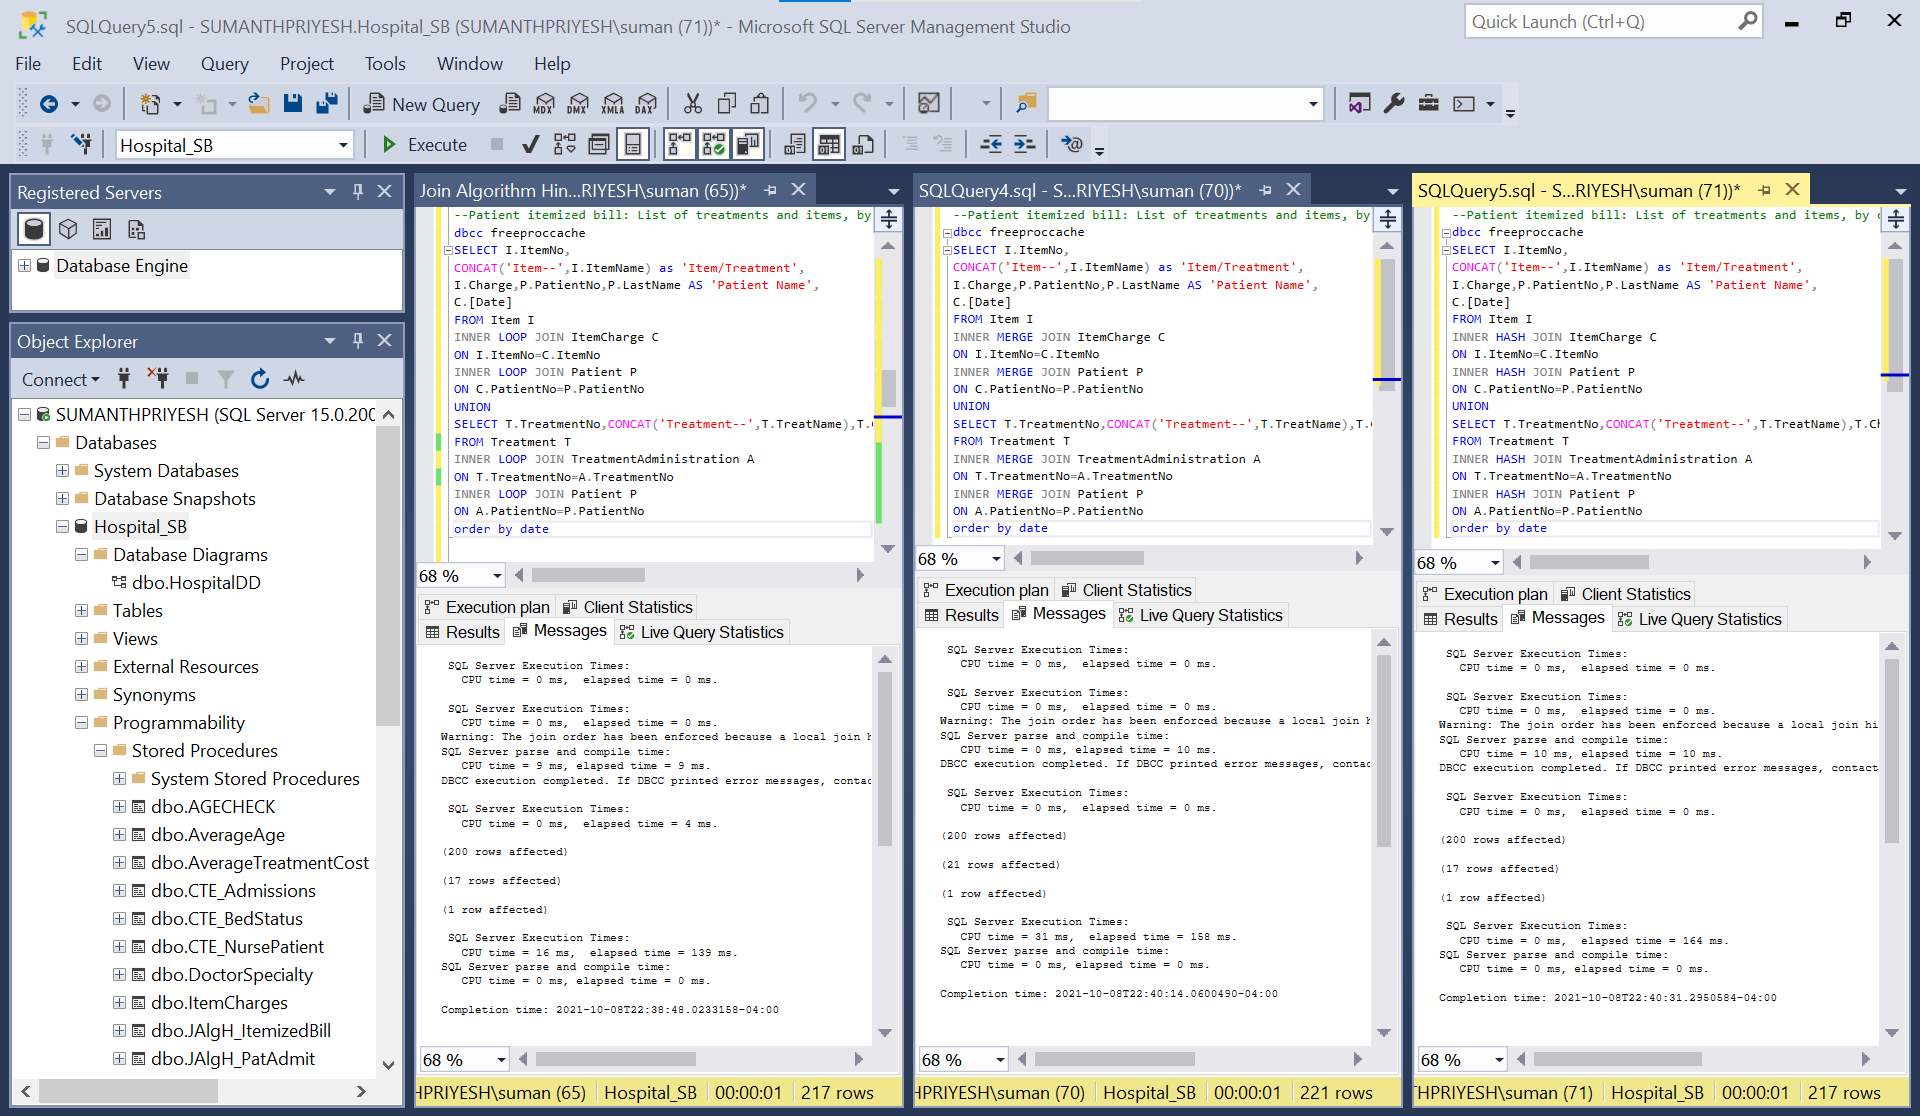 SQLQuery5.sql - SUMANTHPRIYESH.Hospital_SB (SUMANTHPRIYESH\suman (71))* - Microsoft SQL Server Management Studio
Quick Launch (Ctrl+Q)
File Edit View Query Project Tools Window Help
New Query MDX DMX XMLA DAX
Hospital_SB Execute
Registered Servers
Database Engine
Object Explorer
Connect
SUMANTHPRIYESH (SQL Server 15.0.200
Databases
System Databases
Database Snapshots
Hospital_SB
Database Diagrams
dbo.HospitalDD
Tables
Views
External Resources
Synonyms
Programmability
Stored Procedures
System Stored Procedures
dbo.AGECHECK
dbo.AverageAge
dbo.AverageTreatmentCost
dbo.CTE_Admissions
dbo.CTE_BedStatus
dbo.CTE_NursePatient
dbo.DoctorSpecialty
dbo.ItemCharges
dbo.JAlgH_ItemizedBill
dbo.JAlgH_PatAdmit
Join Algorithm Hin...RIYESH\suman (65))*
--Patient itemized bill: List of treatments and items, by
dbcc freeproccache
SELECT I.ItemNo,
CONCAT('Item--',I.ItemName) as 'Item/Treatment',
I.Charge,P.PatientNo,P.LastName AS 'Patient Name',
C.[Date]
FROM Item I
INNER LOOP JOIN ItemCharge C
ON I.ItemNo=C.ItemNo
INNER LOOP JOIN Patient P
ON C.PatientNo=P.PatientNo
UNION
SELECT T.TreatmentNo,CONCAT('Treatment--',T.TreatName),T.
FROM Treatment T
INNER LOOP JOIN TreatmentAdministration A
ON T.TreatmentNo=A.TreatmentNo
INNER LOOP JOIN Patient P
ON A.PatientNo=P.PatientNo
order by date
68 %
Execution plan Client Statistics
Results Messages Live Query Statistics
SQL Server Execution Times:
CPU time = 0 ms, elapsed time = 0 ms.
SQL Server Execution Times:
CPU time = 0 ms, elapsed time = 0 ms.
Warning: The join order has been enforced because a local join h
SQL Server parse and compile time:
CPU time = 9 ms, elapsed time = 9 ms.
DBCC execution completed. If DBCC printed error messages, contac
SQL Server Execution Times:
CPU time = 0 ms, elapsed time = 4 ms.
(200 rows affected)
(17 rows affected)
(1 row affected)
SQL Server Execution Times:
CPU time = 16 ms, elapsed time = 139 ms.
SQL Server parse and compile time:
CPU time = 0 ms, elapsed time = 0 ms.
Completion time: 2021-10-08T22:38:48.0233158-04:00
68 %
HPRIYESH\suman (65) Hospital_SB 00:00:01 217 rows
SQLQuery4.sql - S...RIYESH\suman (70))*
--Patient itemized bill: List of treatments and items, by
dbcc freeproccache
SELECT I.ItemNo,
CONCAT('Item--',I.ItemName) as 'Item/Treatment',
I.Charge,P.PatientNo,P.LastName AS 'Patient Name',
C.[Date]
FROM Item I
INNER MERGE JOIN ItemCharge C
ON I.ItemNo=C.ItemNo
INNER MERGE JOIN Patient P
ON C.PatientNo=P.PatientNo
UNION
SELECT T.TreatmentNo,CONCAT('Treatment--',T.TreatName),T.
FROM Treatment T
INNER MERGE JOIN TreatmentAdministration A
ON T.TreatmentNo=A.TreatmentNo
INNER MERGE JOIN Patient P
ON A.PatientNo=P.PatientNo
order by date
68 %
Execution plan Client Statistics
Results Messages Live Query Statistics
SQL Server Execution Times:
CPU time = 0 ms, elapsed time = 0 ms.
SQL Server Execution Times:
CPU time = 0 ms, elapsed time = 0 ms.
Warning: The join order has been enforced because a local join h
SQL Server parse and compile time:
CPU time = 0 ms, elapsed time = 10 ms.
DBCC execution completed. If DBCC printed error messages, contac
SQL Server Execution Times:
CPU time = 0 ms, elapsed time = 0 ms.
(200 rows affected)
(21 rows affected)
(1 row affected)
SQL Server Execution Times:
CPU time = 31 ms, elapsed time = 158 ms.
SQL Server parse and compile time:
CPU time = 0 ms, elapsed time = 0 ms.
Completion time: 2021-10-08T22:40:14.0600490-04:00
68 %
HPRIYESH\suman (70) Hospital_SB 00:00:01 221 rows
SQLQuery5.sql - S...RIYESH\suman (71))*
--Patient itemized bill: List of treatments and items, by
dbcc freeproccache
SELECT I.ItemNo,
CONCAT('Item--',I.ItemName) as 'Item/Treatment',
I.Charge,P.PatientNo,P.LastName AS 'Patient Name',
C.[Date]
FROM Item I
INNER HASH JOIN ItemCharge C
ON I.ItemNo=C.ItemNo
INNER HASH JOIN Patient P
ON C.PatientNo=P.PatientNo
UNION
SELECT T.TreatmentNo,CONCAT('Treatment--',T.TreatName),T.Ch
FROM Treatment T
INNER HASH JOIN TreatmentAdministration A
ON T.TreatmentNo=A.TreatmentNo
INNER HASH JOIN Patient P
ON A.PatientNo=P.PatientNo
order by date
68 %
Execution plan Client Statistics
Results Messages Live Query Statistics
SQL Server Execution Times:
CPU time = 0 ms, elapsed time = 0 ms.
SQL Server Execution Times:
CPU time = 0 ms, elapsed time = 0 ms.
Warning: The join order has been enforced because a local join hi
SQL Server parse and compile time:
CPU time = 10 ms, elapsed time = 10 ms.
DBCC execution completed. If DBCC printed error messages, contact
SQL Server Execution Times:
CPU time = 0 ms, elapsed time = 0 ms.
(200 rows affected)
(17 rows affected)
(1 row affected)
SQL Server Execution Times:
CPU time = 0 ms, elapsed time = 164 ms.
SQL Server parse and compile time:
CPU time = 0 ms, elapsed time = 0 ms.
Completion time: 2021-10-08T22:40:31.2950584-04:00
68 %
THPRIYESH\suman (71) Hospital_SB 00:00:01 217 rows